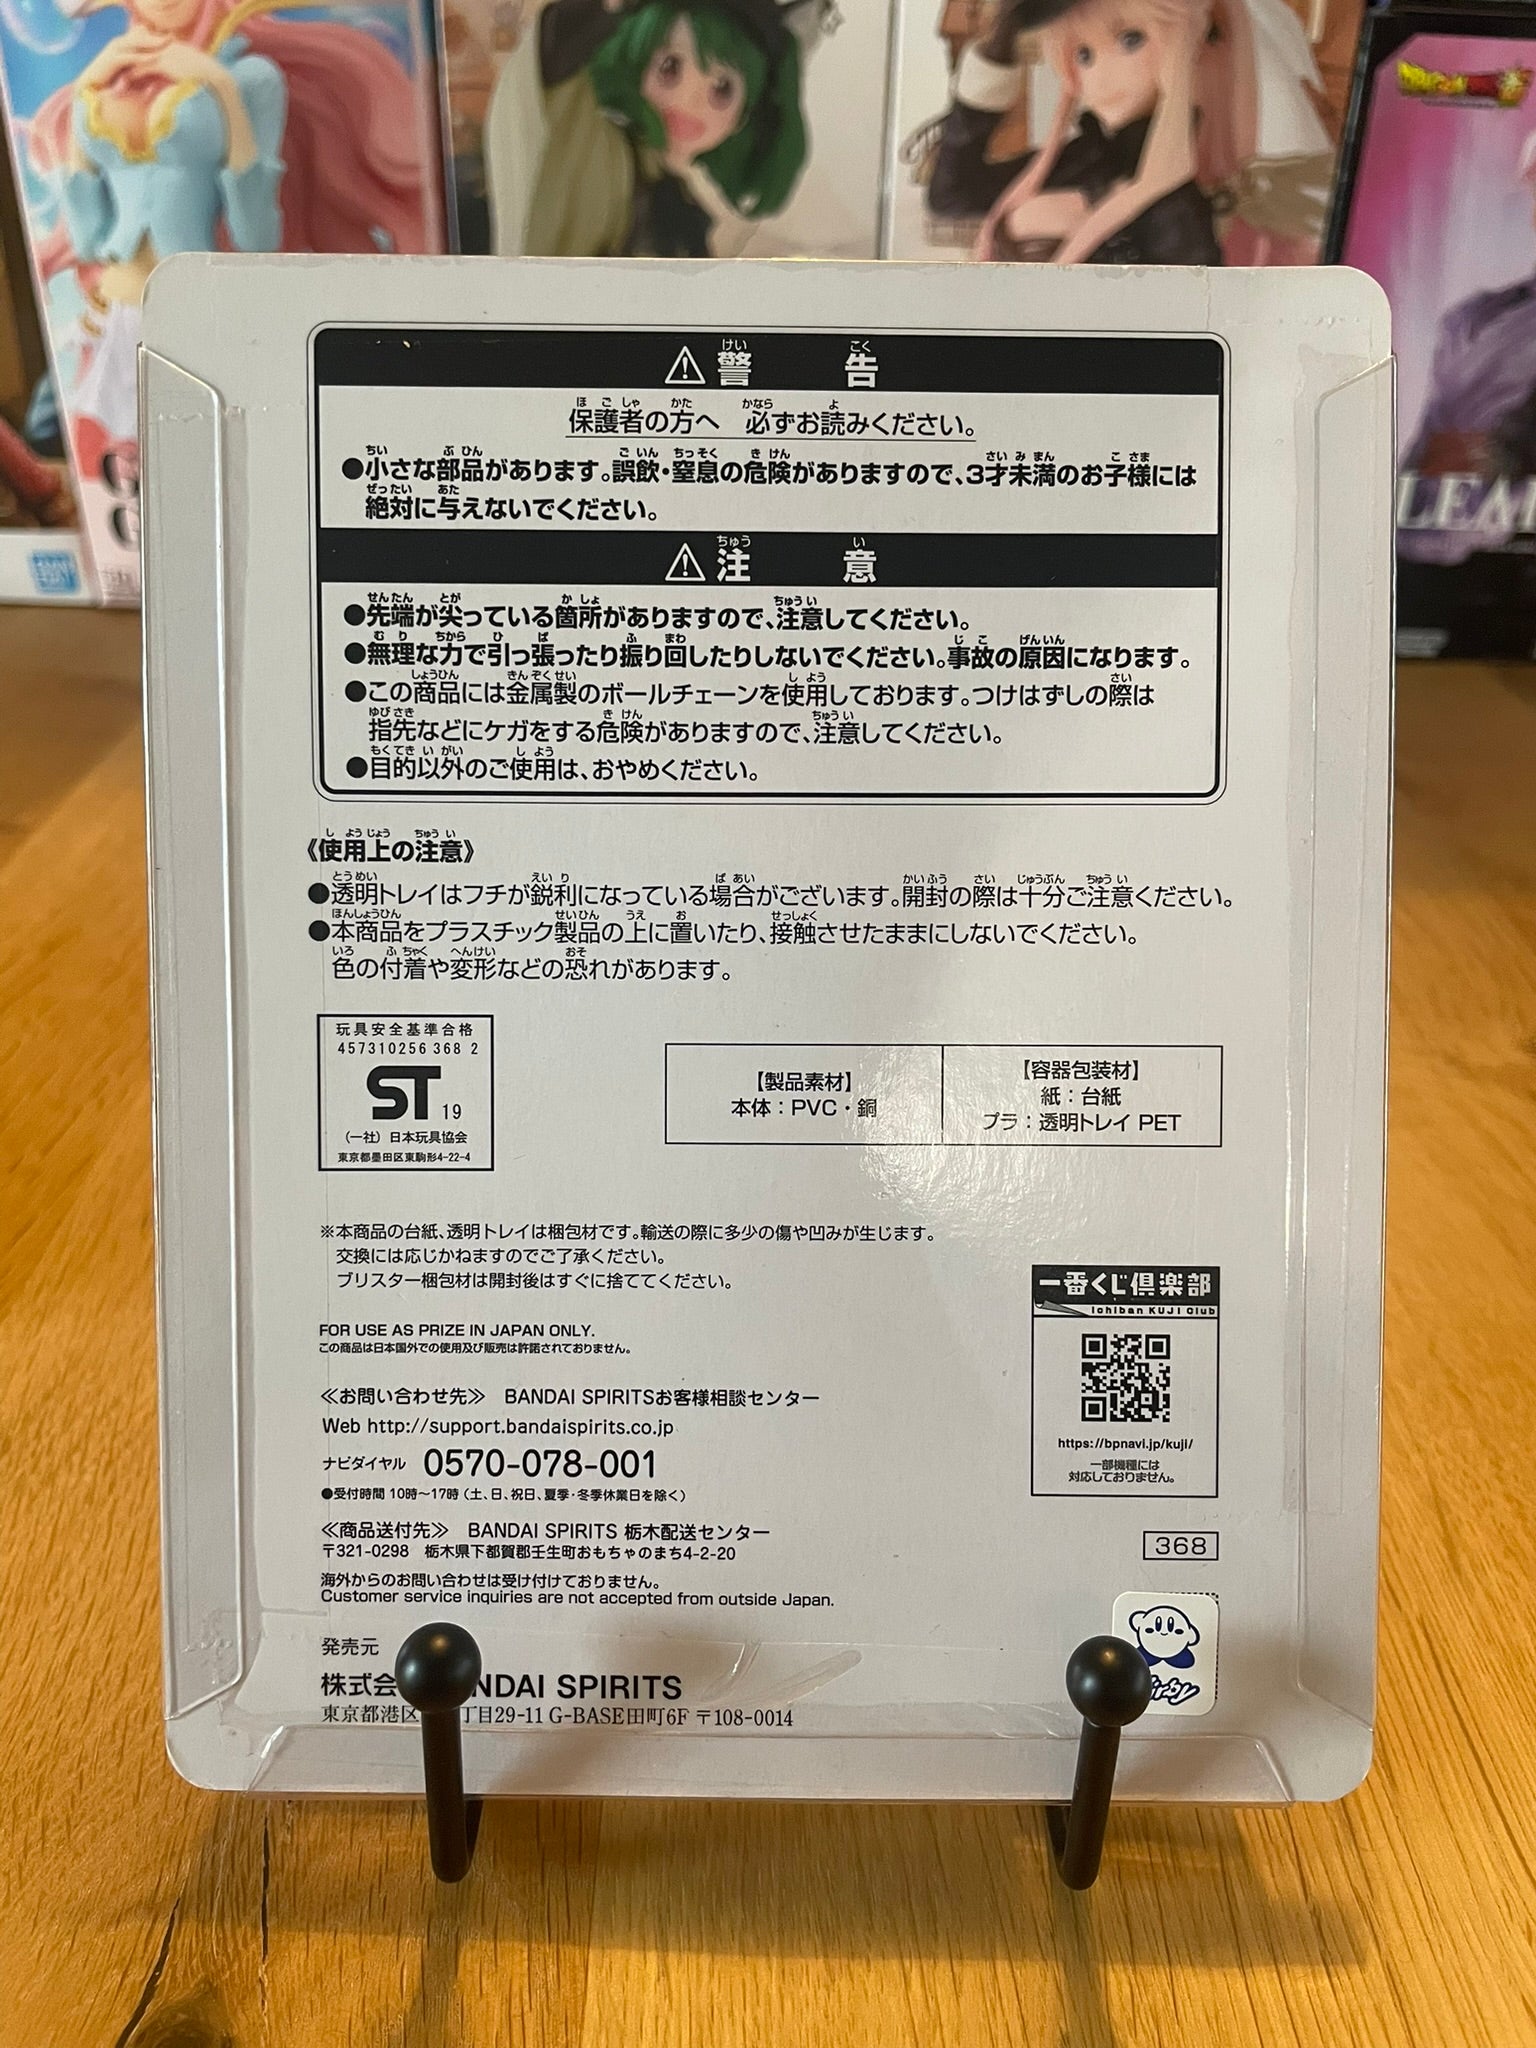 警告
保護者の方へ 必ずお読みください。
●小さな部品があります。誤飲・窒息の危険がありますので、3才未満のお子様には
絶対に与えないでください。
注意
●先端が尖っている箇所がありますので、注意してください。
●無理な力で引っ張ったり振り回したりしないでください。事故の原因になります。
●この商品には金属製のボールチェーンを使用しております。つけはずしの際は
指先などにケガをする危険がありますので、注意してください。
●目的以外のご使用は、おやめください。
《使用上の注意》
●透明トレイはフチが鋭利になっている場合がございます。開封の際は十分ご注意ください。
●本商品をプラスチック製品の上に置いたり、接触させたままにしないでください。
色の付着や変形などの恐れがあります。
玩具安全基準合格
457310256 368 2
ST 19
(一社)日本玩具協会
東京都墨田区東駒形4-22-4
【製品素材】
本体:PVC・銅
【容器包装材】
紙:台紙
プラ:透明トレイ PET
※本商品の台紙、透明トレイは梱包材です。輸送の際に多少の傷や凹みが生じます。
交換には応じかねますのでご了承ください。
ブリスター梱包材は開封後はすぐに捨ててください。
FOR USE AS PRIZE IN JAPAN ONLY.
この商品は日本国外での使用及び販売は許諾されておりません。
≪お問い合わせ先≫ BANDAI SPIRITSお客様相談センター
Web http://support.bandaispirits.co.jp
ナビダイヤル 0570-078-001
●受付時間 10時～17時(土、日、祝日、夏季・冬季休業日を除く)
≪商品送付先≫ BANDAI SPIRITS 栃木配送センター
〒321-0298 栃木県下都賀郡壬生町おもちゃのまち4-2-20
海外からのお問い合わせは受け付けておりません。
Customer service inquiries are not accepted from outside Japan.
発売元
株式会 NDAI SPIRITS
東京都港区 丁目29-11 G-BASE田町6F 〒108-0014
一番くじ倶楽部
Ichiban KUJI Club
https://bpnavi.jp/kuji/
一部機種には
対応しておりません。
368